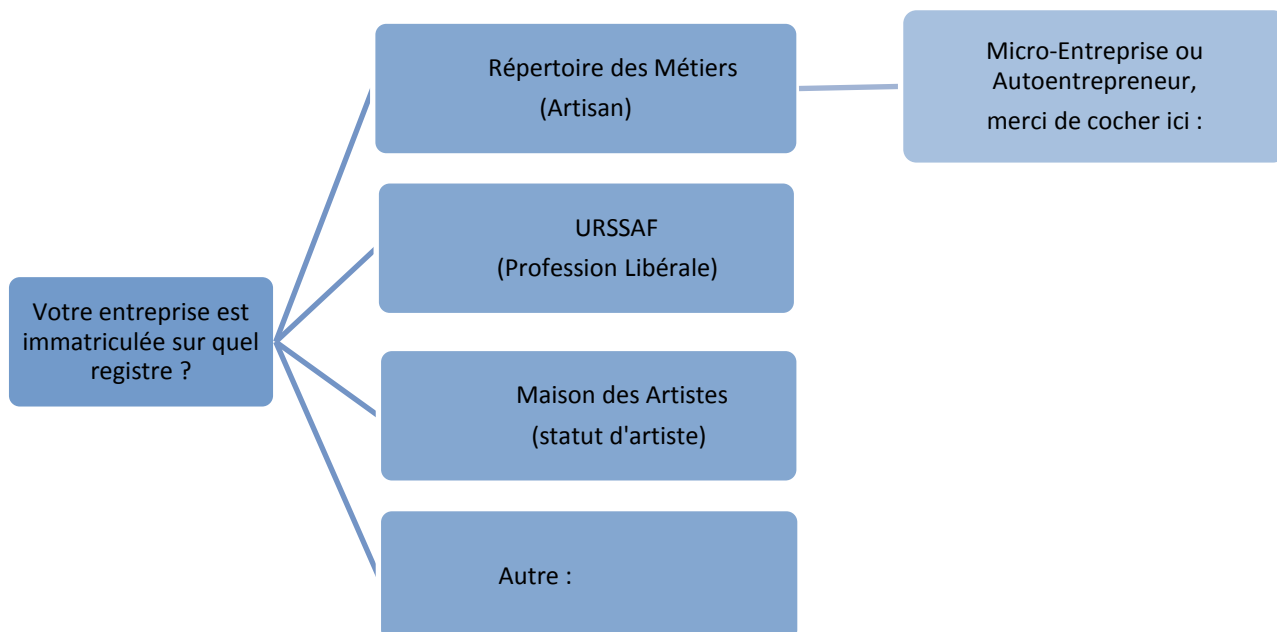 Répertoire des Métiers
(Artisan)
Micro-Entreprise ou
Autoentrepreneur,
merci de cocher ici :
URSSAF
(Profession Libérale)
Votre entreprise est
immatriculée sur quel
registre ?
Maison des Artistes
(statut d'artiste)
Autre :